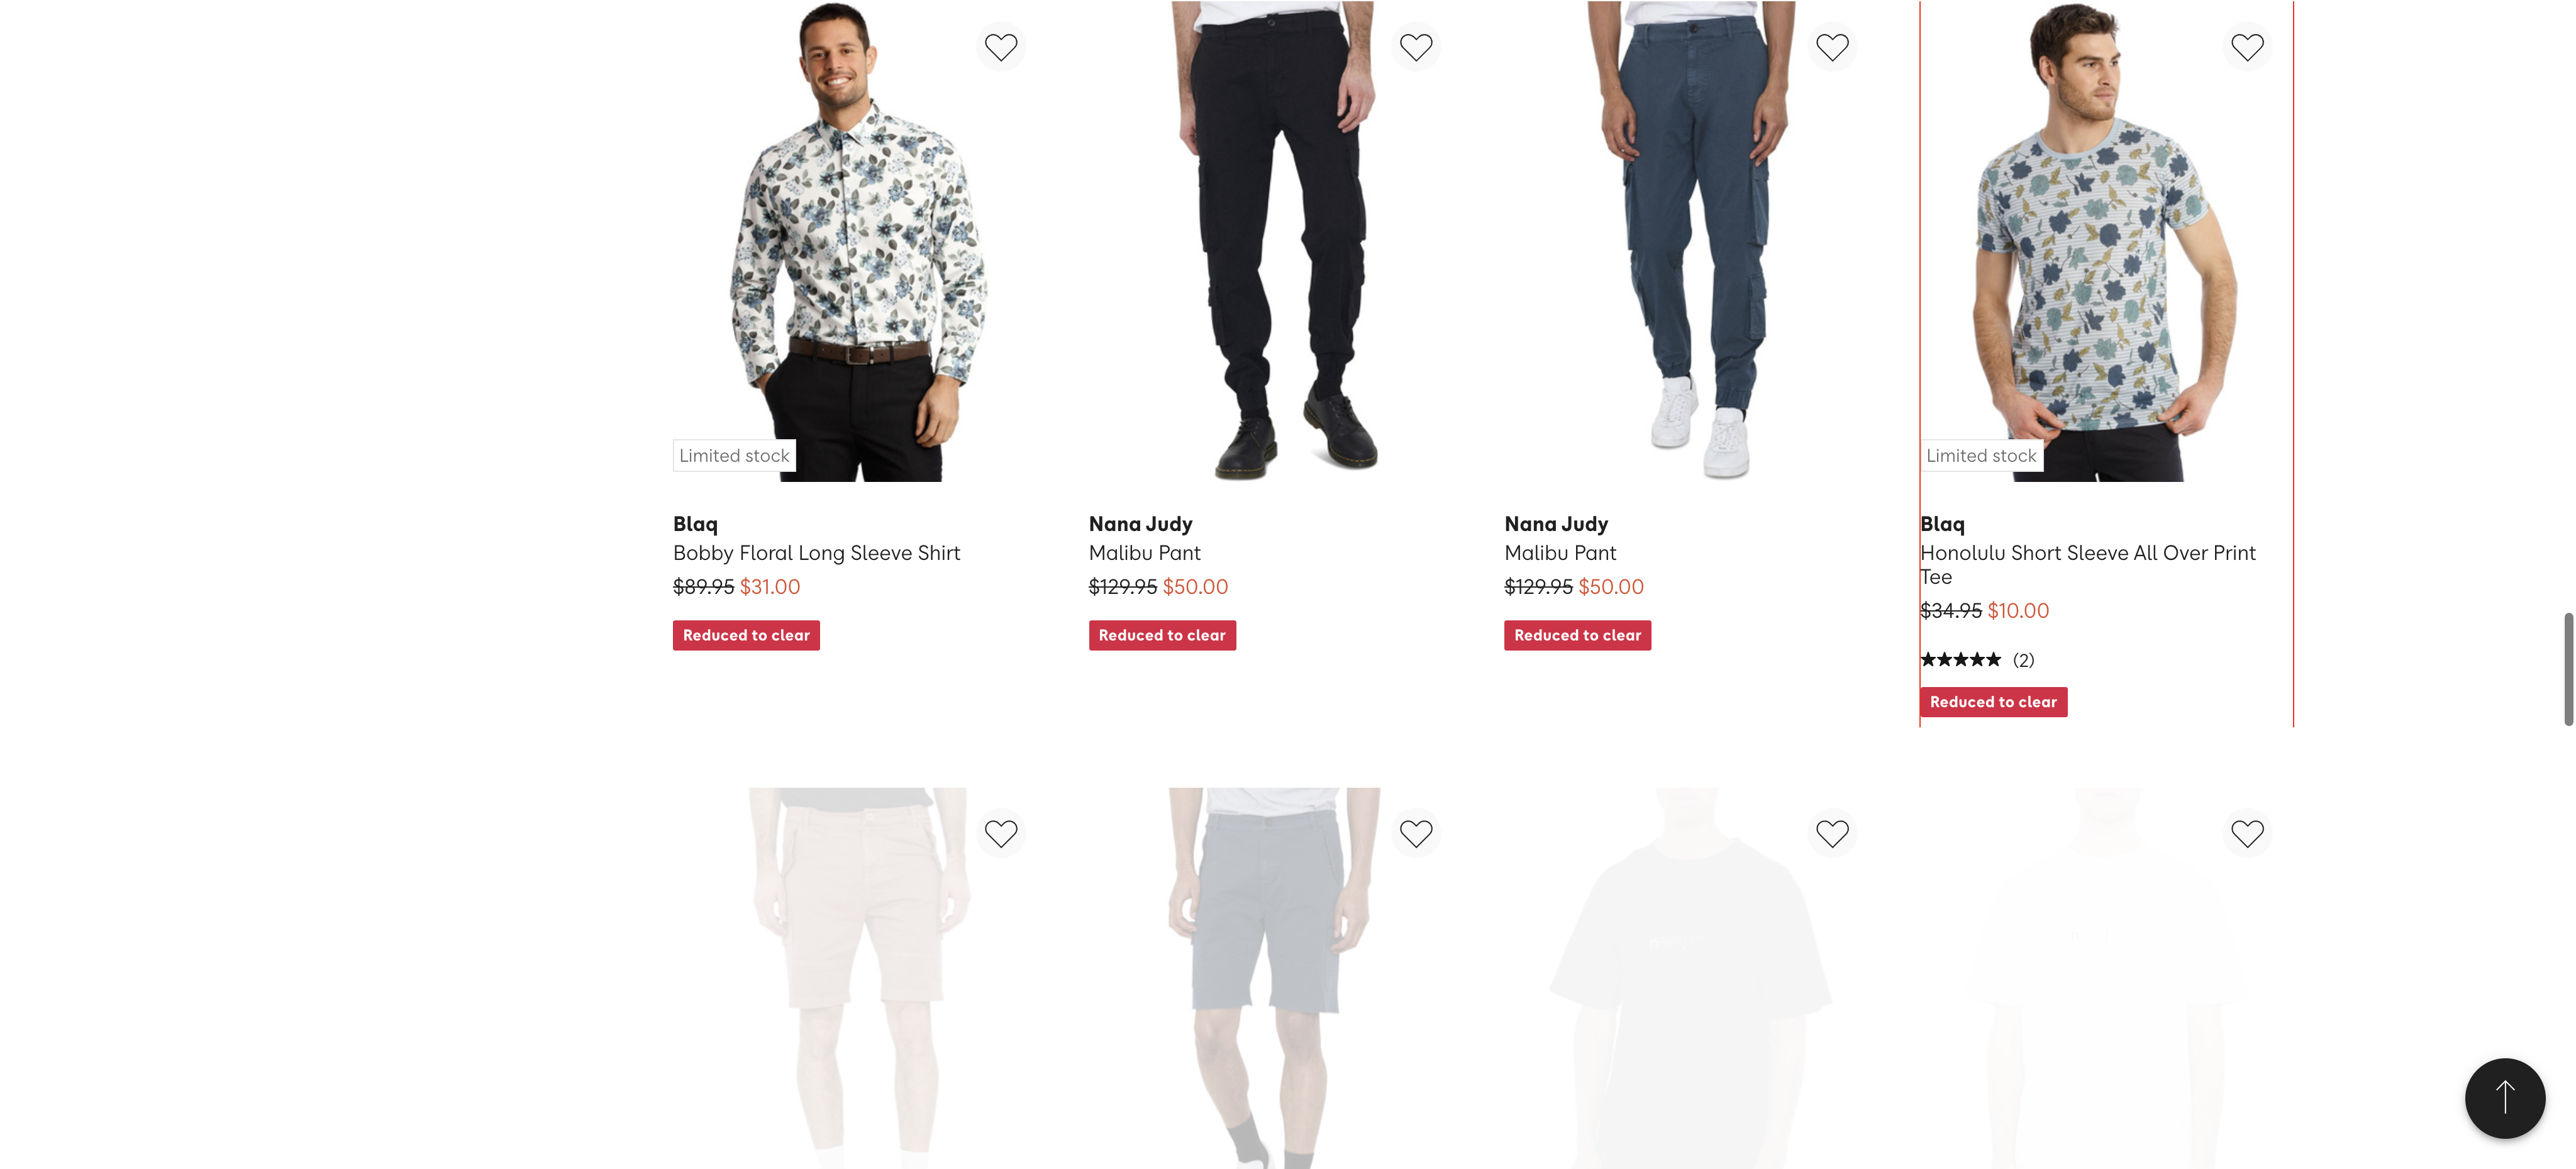 Limited stock
Limited stock
Blaq
Bobby Floral Long Sleeve Shirt
$89.95 $31.00
Reduced to clear
Nana Judy
Malibu Pant
$129.95 $50.00
Reduced to clear
Nana Judy
Malibu Pant
$129.95 $50.00
Reduced to clear
Blaq
Honolulu Short Sleeve All Over Print
Tee
$34.95 $10.00
(2)
Reduced to clear